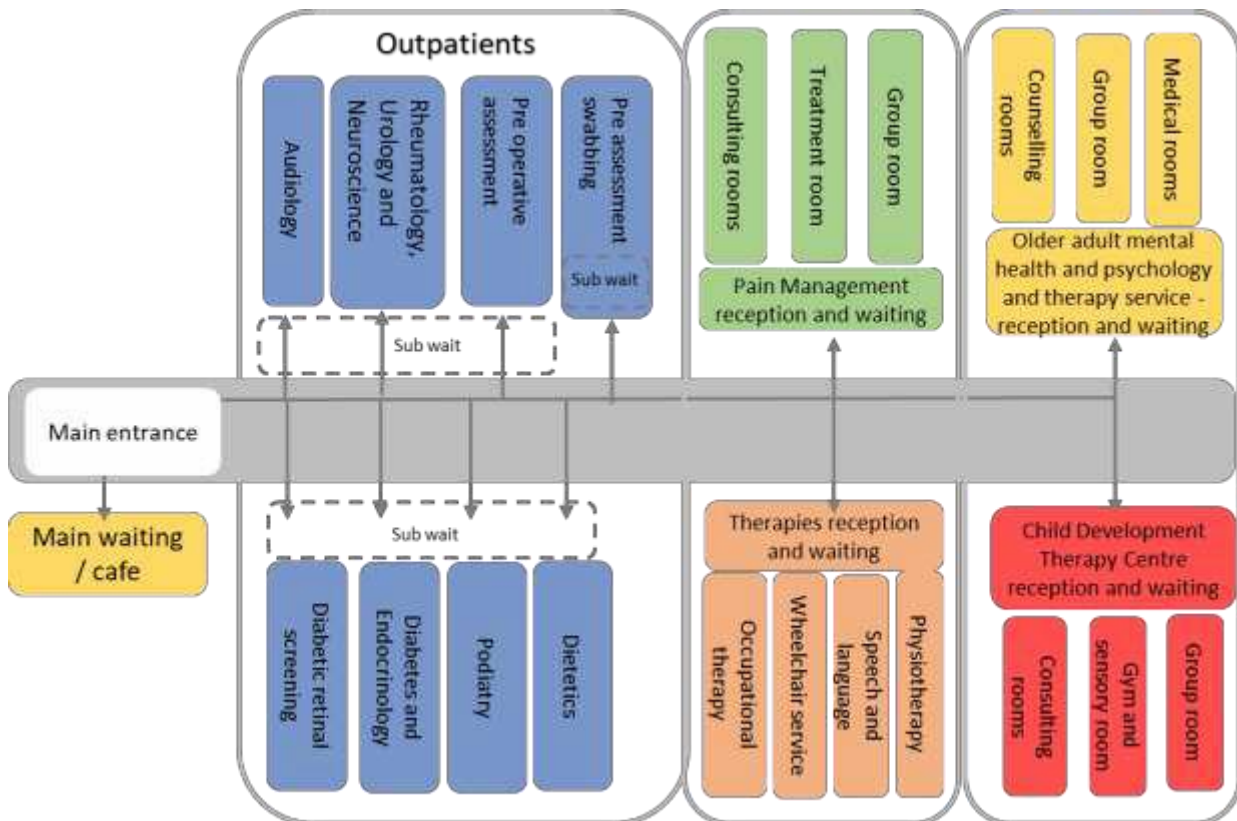 Outpatients
Audiology
Rheumatology,
Urology and
Neuroscience
Pre operative
assessment
Pre assessment
swabbing
Sub wait
Sub wait
Consulting rooms
Treatment room
Group room
Pain Management
reception and waiting
Counselling
rooms
Group room
Medical rooms
Older adult mental
health and psychology
and therapy service -
reception and waiting
Main entrance
Main waiting
/ cafe
Sub wait
Diabetic retinal
screening
Diabetes and
Endocrinology
Podiatry
Dietetics
Therapies reception
and waiting
Occupational
therapy
Wheelchair service
Speech and
language
Physiotherapy
Child Development
Therapy Centre
reception and waiting
Consulting
rooms
Gym and
sensory room
Group room